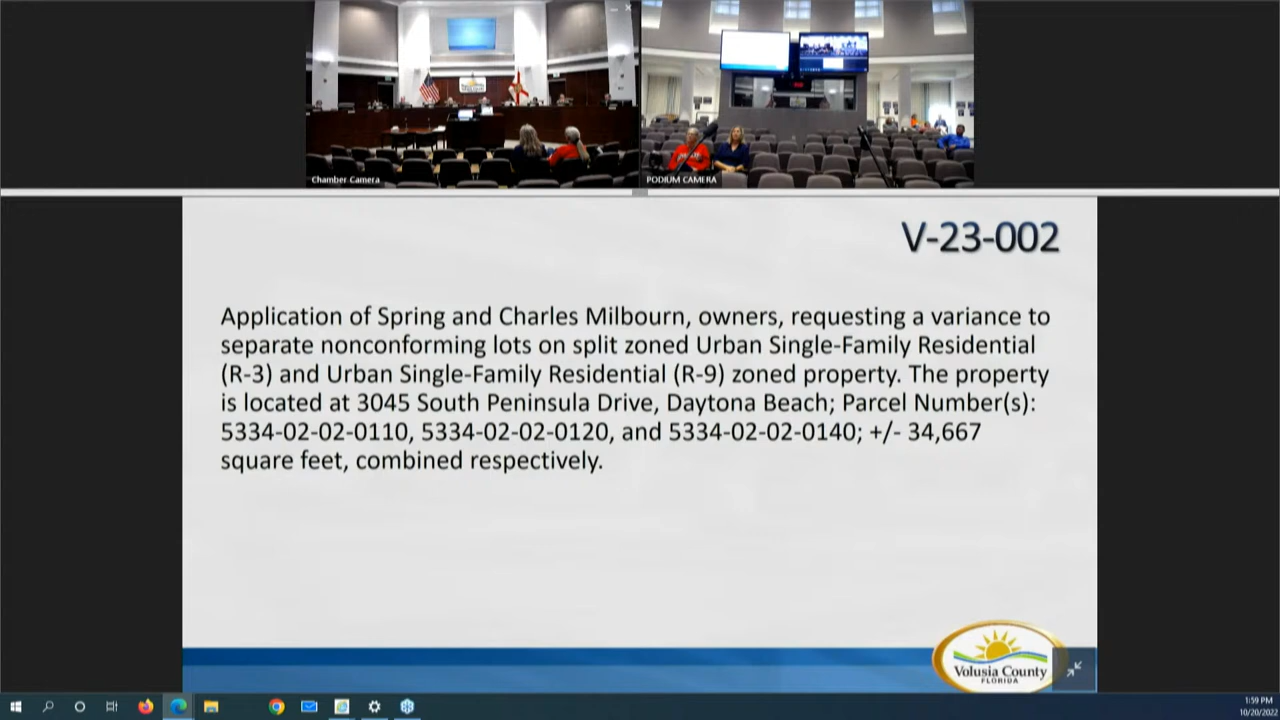 Chamber Camera
PODIUM CAMERA
V-23-002
Application of Spring and Charles Milbourn, owners, requesting a variance to
separate nonconforming lots on split zoned Urban Single-Family Residential
(R-3) and Urban Single-Family Residential (R-9) zoned property. The property
is located at 3045 South Peninsula Drive, Daytona Beach; Parcel Number(s):
5334-02-02-0110, 5334-02-02-0120, and 5334-02-02-0140; +/- 34,667
square feet, combined respectively.
Volusia County
FLORIDA
1:59 PM
10/20/2022